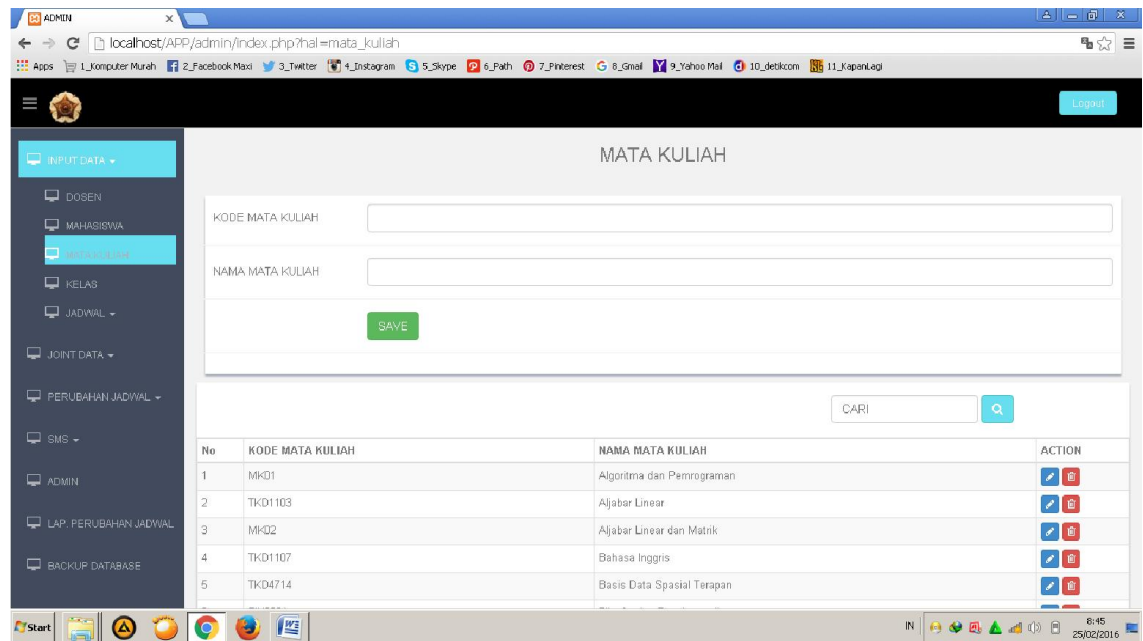 ADMIN
localhost/APP/admin/index.php?hal=mata_kuliah
Apps 1_Komputer Murah 2_Facebook Maxi 3_Twitter 4_Instagram 5_Skype 6_Path 7_Pinterest 8_Gmail 9_Yahoo Mail 10_detikcom 11_KapanLagi
Logout
INPUT DATA
DOSEN
MAHASISWA
MATA KULIAH
KELAS
JADWAL
JOINT DATA
PERUBAHAN JADWAL
SMS
ADMIN
LAP. PERUBAHAN JADWAL
BACKUP DATABASE
MATA KULIAH
KODE MATA KULIAH
NAMA MATA KULIAH
SAVE
CARI
No KODE MATA KULIAH NAMA MATA KULIAH ACTION
1 MK01 Algoritma dan Pemrograman
2 TKD1103 Aljabar Linear
3 MK02 Aljabar Linear dan Matrik
4 TKD1107 Bahasa Inggris
5 TKD4714 Basis Data Spasial Terapan
Start
IN
8:45
25/02/2016